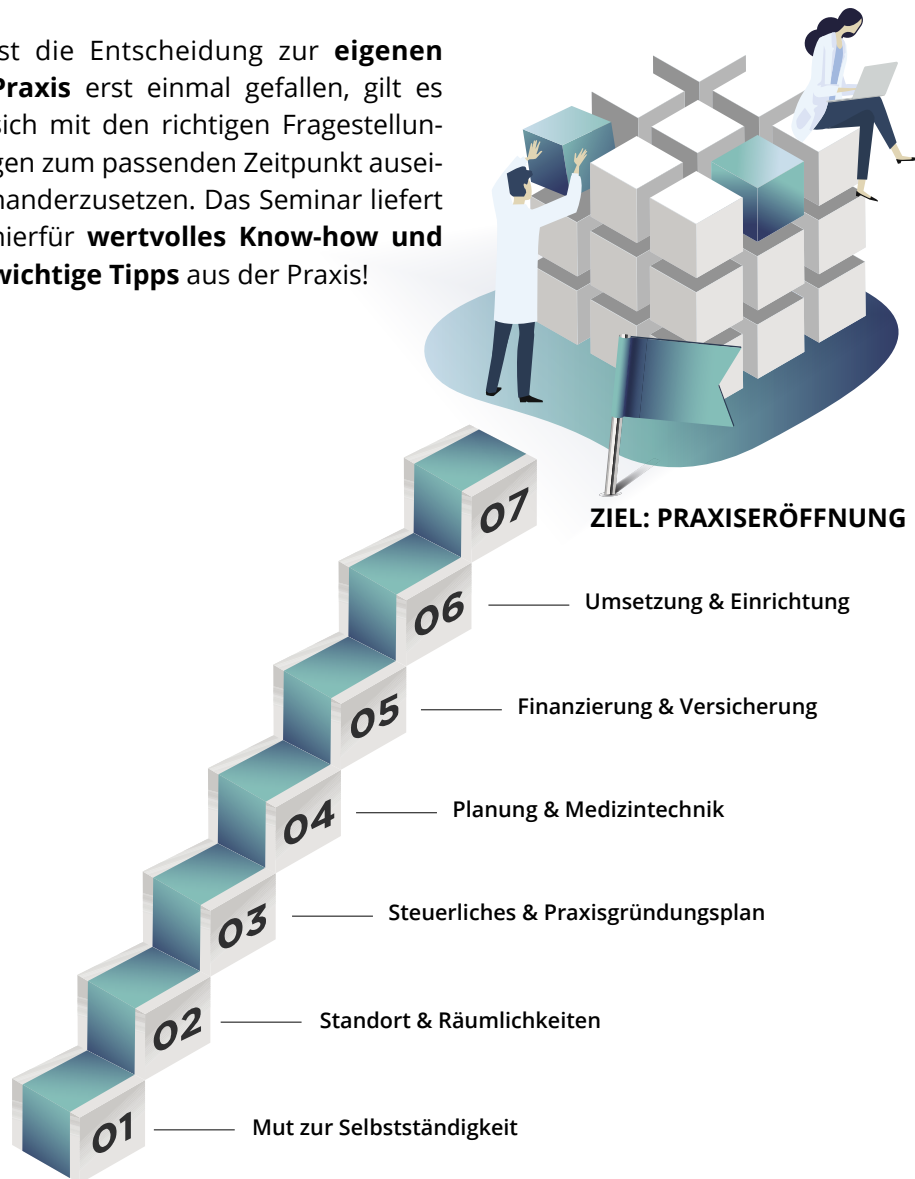 st die Entscheidung zur eigenen
Praxis erst einmal gefallen, gilt es
sich mit den richtigen Fragestellun-
gen zum passenden Zeitpunkt ausei-
nanderzusetzen. Das Seminar liefert
hierfür wertvolles Know-how und
wichtige Tipps aus der Praxis!
07
ZIEL: PRAXISERÖFFNUNG
06 Umsetzung & Einrichtung
05 Finanzierung & Versicherung
04 Planung & Medizintechnik
03 Steuerliches & Praxisgründungsplan
02 Standort & Räumlichkeiten
01 Mut zur Selbstständigkeit